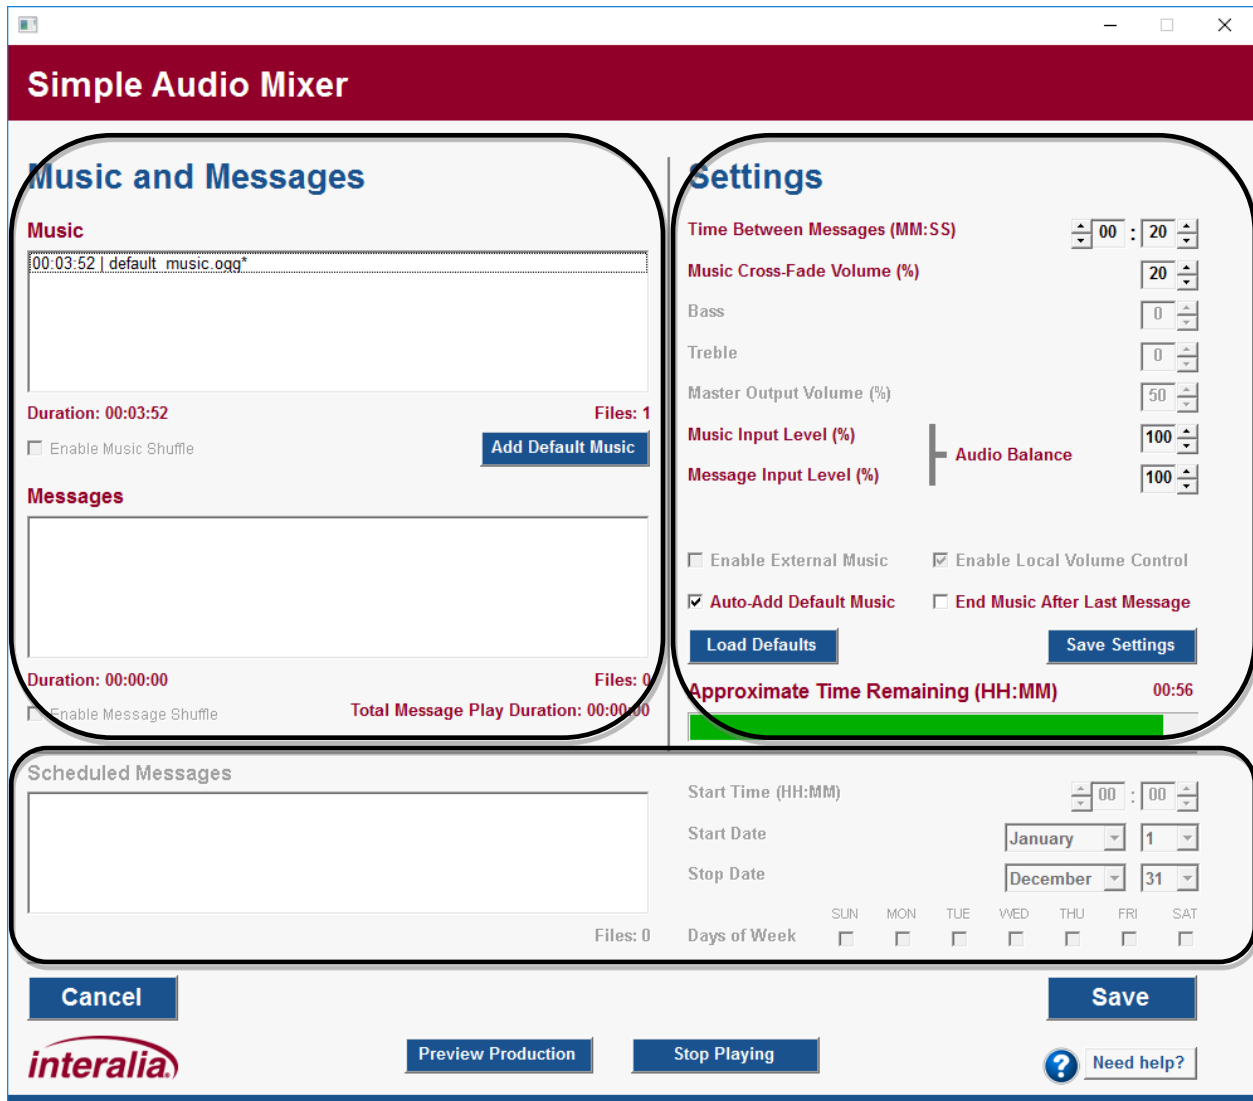 Simple Audio Mixer
Music and Messages
Music
00:03:52 | default_music.ogg*
Duration: 00:03:52 Files: 1
Enable Music Shuffle Add Default Music
Messages
Duration: 00:00:00 Files: 0
Enable Message Shuffle Total Message Play Duration: 00:00:00
Settings
Time Between Messages (MM:SS) 00 : 20
Music Cross-Fade Volume (%) 20
Bass 0
Treble 0
Master Output Volume (%) 50
Music Input Level (%) 100
Audio Balance
Message Input Level (%) 100
Enable External Music Enable Local Volume Control
Auto-Add Default Music End Music After Last Message
Load Defaults Save Settings
Approximate Time Remaining (HH:MM) 00:56
Scheduled Messages
Files: 0
Start Time (HH:MM) 00 : 00
Start Date January 1
Stop Date December 31
SUN MON TUE WED THU FRI SAT
Days of Week
Cancel Save
interalia
Preview Production Stop Playing
? Need help?